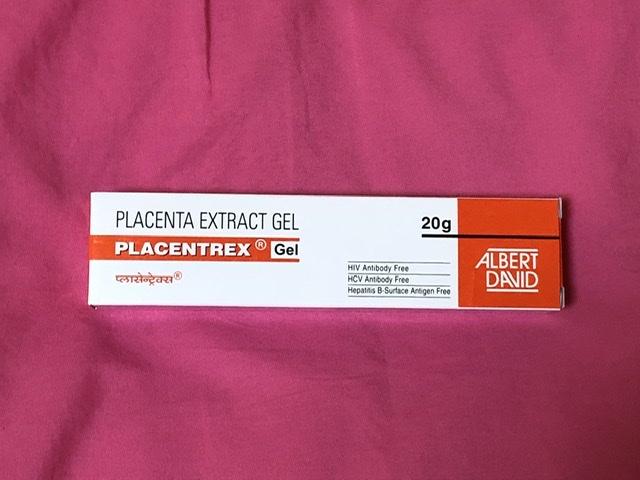 PLACENTA EXTRACT GEL
PLACENTREX® Gel
प्लासेन्ट्रेक्स®
20g
HIV Antibody Free
HCV Antibody Free
Hepatitis B-Surface Antigen Free
ALBERT
DAVID